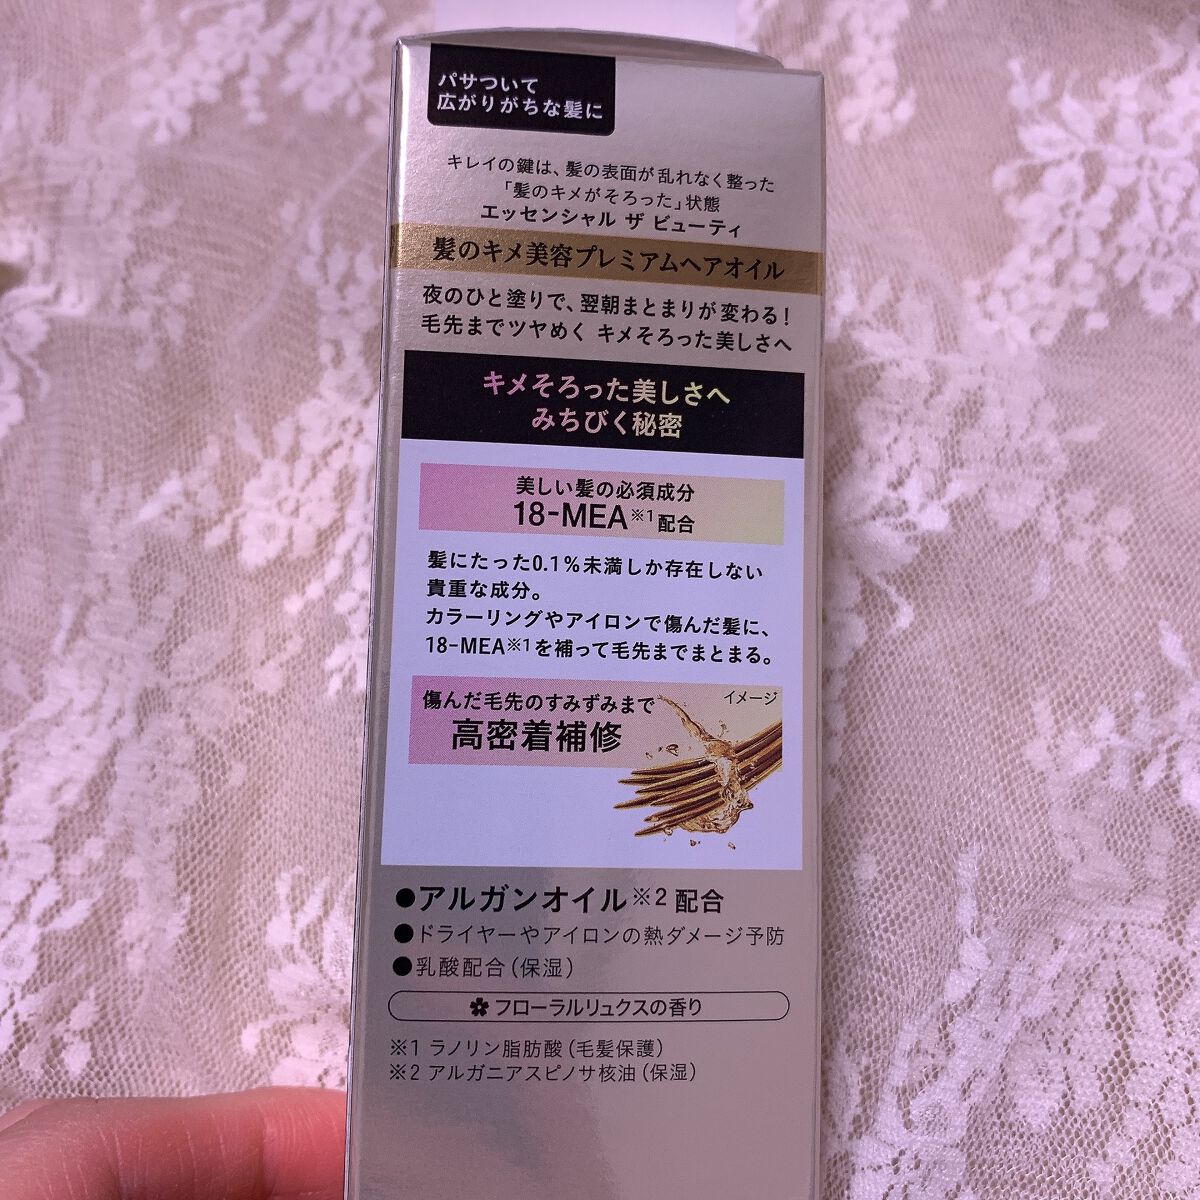 パサついて
広がりがちな髪に
キレイの鍵は、髪の表面が乱れなく整った
「髪のキメがそろった」状態
エッセンシャル ザ ビューティ
髪のキメ美容プレミアムヘアオイル
夜のひと塗りで、翌朝まとまりが変わる!
毛先までツヤめく キメそろった美しさへ
キメそろった美しさへ
みちびく秘密
美しい髪の必須成分
18-MEA※1配合
髪にたった0.1%未満しか存在しない
貴重な成分。
カラーリングやアイロンで傷んだ髪に、
18-MEA※1を補って毛先までまとまる。
傷んだ毛先のすみずみまで
高密着補修
イメージ
●アルガンオイル※2 配合
●ドライヤーやアイロンの熱ダメージ予防
●乳酸配合(保湿)
フローラルリュクスの香り
※1 ラノリン脂肪酸(毛髪保護)
※2 アルガニアスピノサ核油(保湿)